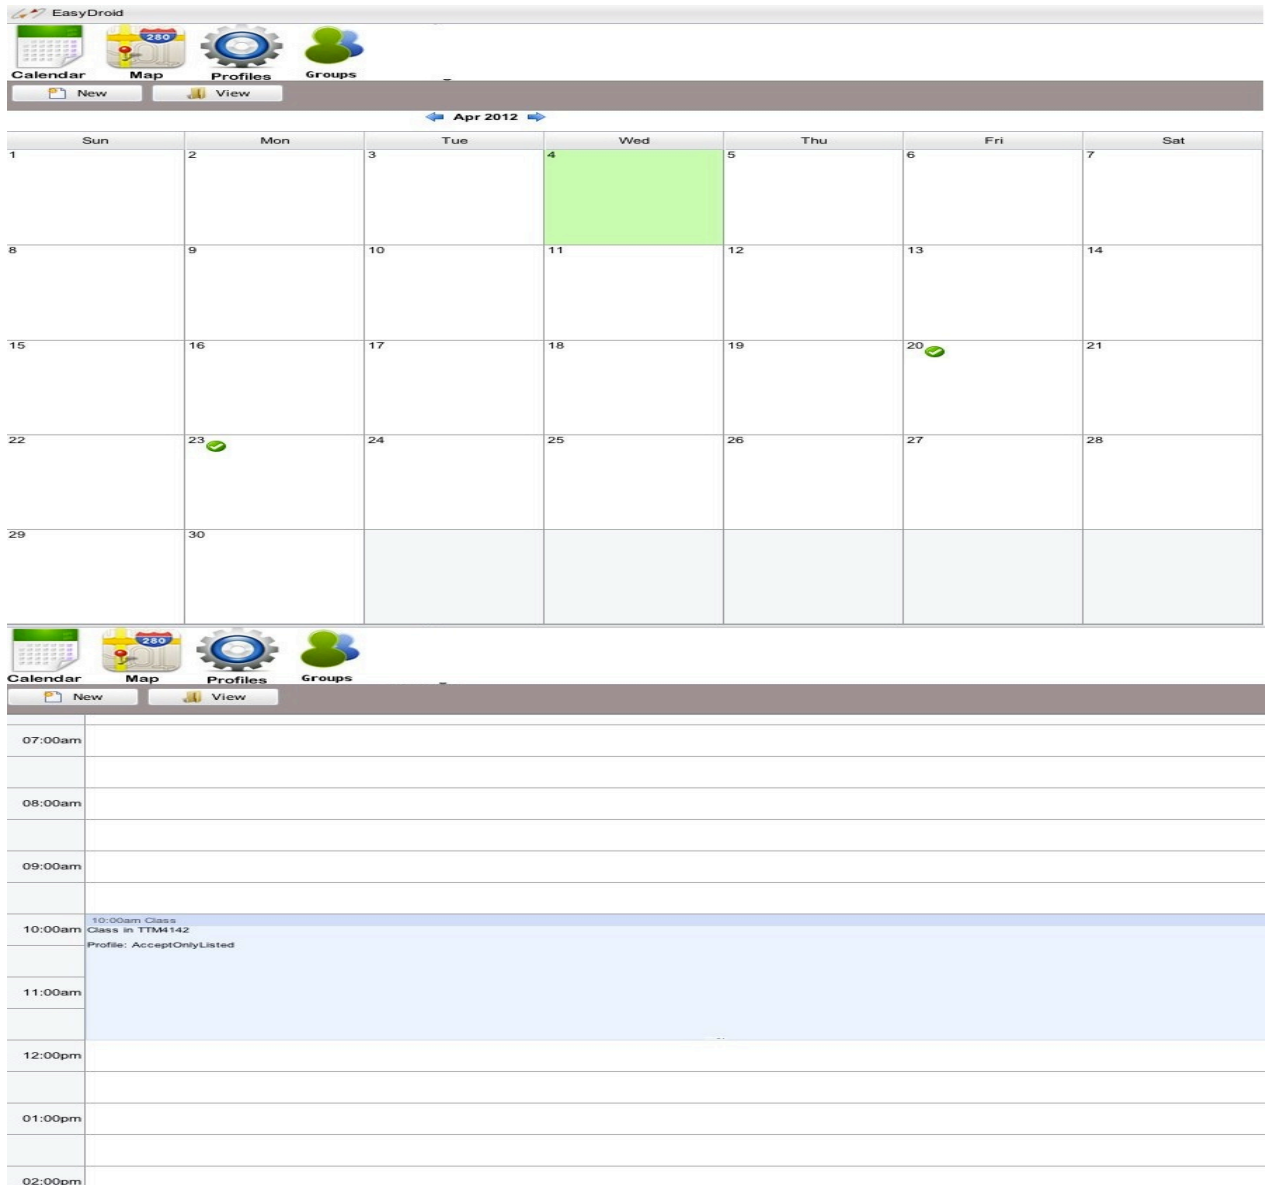 EasyDroid
280
Calendar Map Profiles Groups
New View
Apr 2012
Sun Mon Tue Wed Thu Fri Sat
1 2 3 4 5 6 7
8 9 10 11 12 13 14
15 16 17 18 19 20 21
22 23 24 25 26 27 28
29 30
280
Calendar Map Profiles Groups
New View
07:00am
08:00am
09:00am
10:00am Class
10:00am Class in TTM4142
Profile: AcceptOnlyListed
11:00am
12:00pm
01:00pm
02:00pm